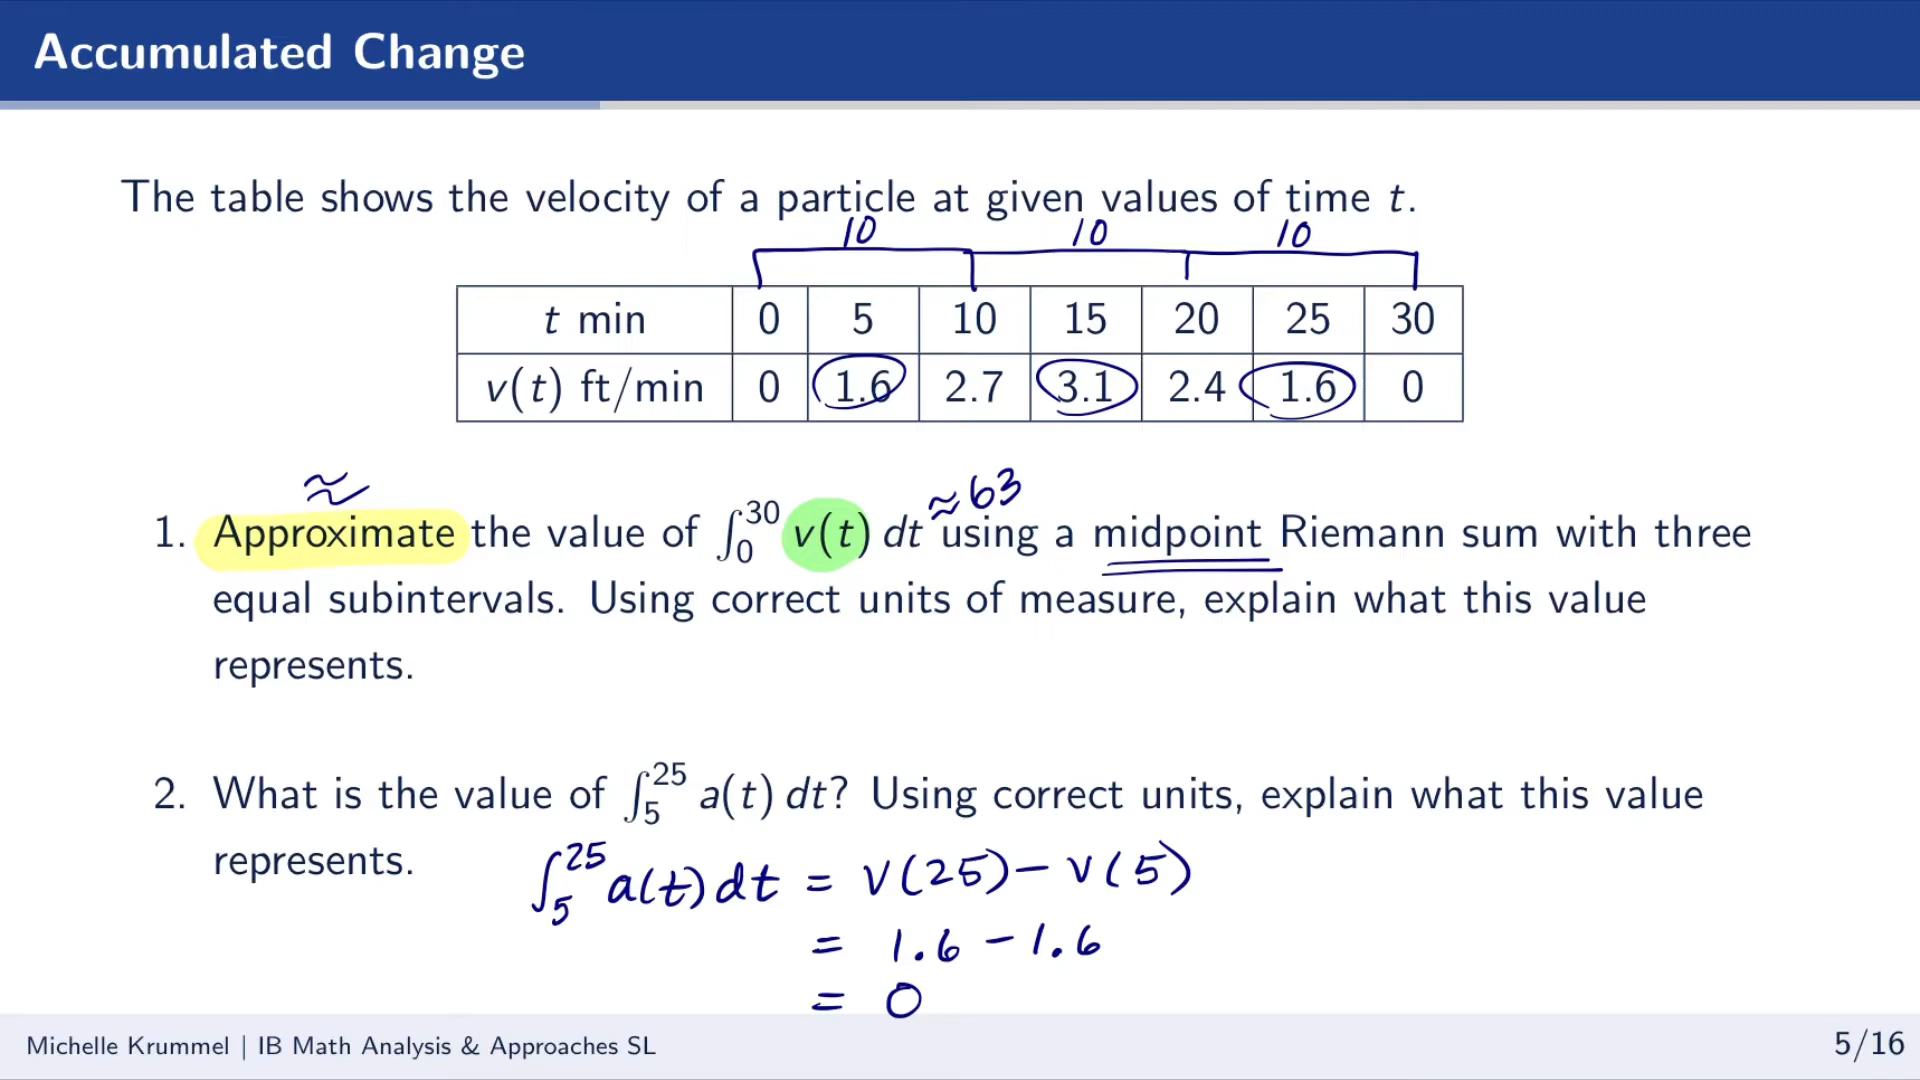 Accumulated Change
The table shows the velocity of a particle at given values of time t.
10 10 10
t min 0 5 10 15 20 25 30
v(t) ft/min 0 1.6 2.7 3.1 2.4 1.6 0
≈ ≈63
1. Approximate the value of ∫₀³⁰ v(t) dt using a midpoint Riemann sum with three
equal subintervals. Using correct units of measure, explain what this value
represents.
2. What is the value of ∫₅²⁵ a(t) dt? Using correct units, explain what this value
represents.
∫₅²⁵ a(t) dt = v(25) − v(5)
= 1.6 − 1.6
= 0
Michelle Krummel | IB Math Analysis & Approaches SL 5/16